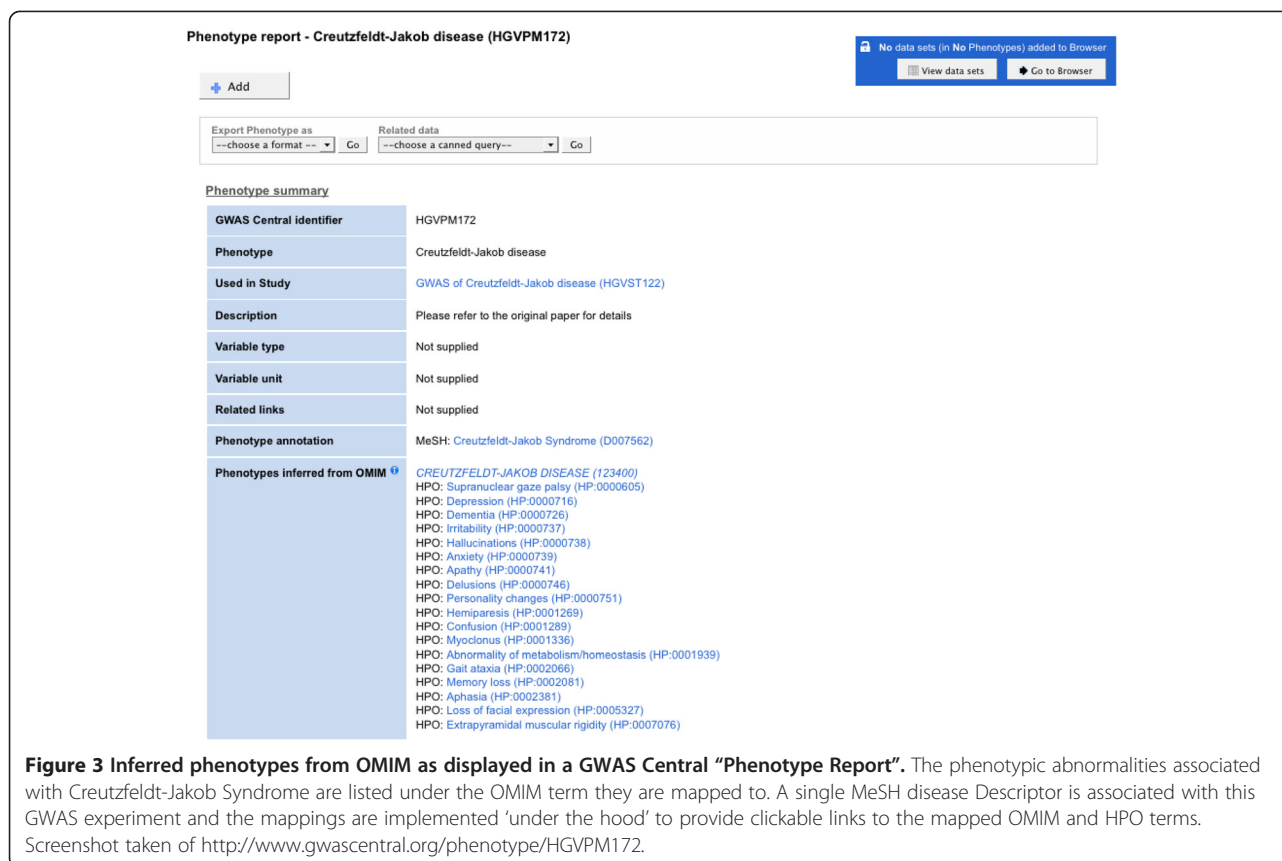 Phenotype report - Creutzfeldt-Jakob disease (HGVPM172)
No data sets (in No Phenotypes) added to Browser
View data sets
Go to Browser
Add
Export Phenotype as
Related data
--choose a format --
Go
--choose a canned query--
Go
Phenotype summary
GWAS Central identifier HGVPM172
Phenotype Creutzfeldt-Jakob disease
Used in Study GWAS of Creutzfeldt-Jakob disease (HGVST122)
Description Please refer to the original paper for details
Variable type Not supplied
Variable unit Not supplied
Related links Not supplied
Phenotype annotation MeSH: Creutzfeldt-Jakob Syndrome (D007562)
Phenotypes inferred from OMIM CREUTZFELDT-JAKOB DISEASE (123400)
HPO: Supranuclear gaze palsy (HP:0000605)
HPO: Depression (HP:0000716)
HPO: Dementia (HP:0000726)
HPO: Irritability (HP:0000737)
HPO: Hallucinations (HP:0000738)
HPO: Anxiety (HP:0000739)
HPO: Apathy (HP:0000741)
HPO: Delusions (HP:0000746)
HPO: Personality changes (HP:0000751)
HPO: Hemiparesis (HP:0001269)
HPO: Confusion (HP:0001289)
HPO: Myoclonus (HP:0001336)
HPO: Abnormality of metabolism/homeostasis (HP:0001939)
HPO: Gait ataxia (HP:0002066)
HPO: Memory loss (HP:0002081)
HPO: Aphasia (HP:0002381)
HPO: Loss of facial expression (HP:0005327)
HPO: Extrapyramidal muscular rigidity (HP:0007076)
Figure 3 Inferred phenotypes from OMIM as displayed in a GWAS Central “Phenotype Report”. The phenotypic abnormalities associated
with Creutzfeldt-Jakob Syndrome are listed under the OMIM term they are mapped to. A single MeSH disease Descriptor is associated with this
GWAS experiment and the mappings are implemented ‘under the hood’ to provide clickable links to the mapped OMIM and HPO terms.
Screenshot taken of http://www.gwascentral.org/phenotype/HGVPM172.